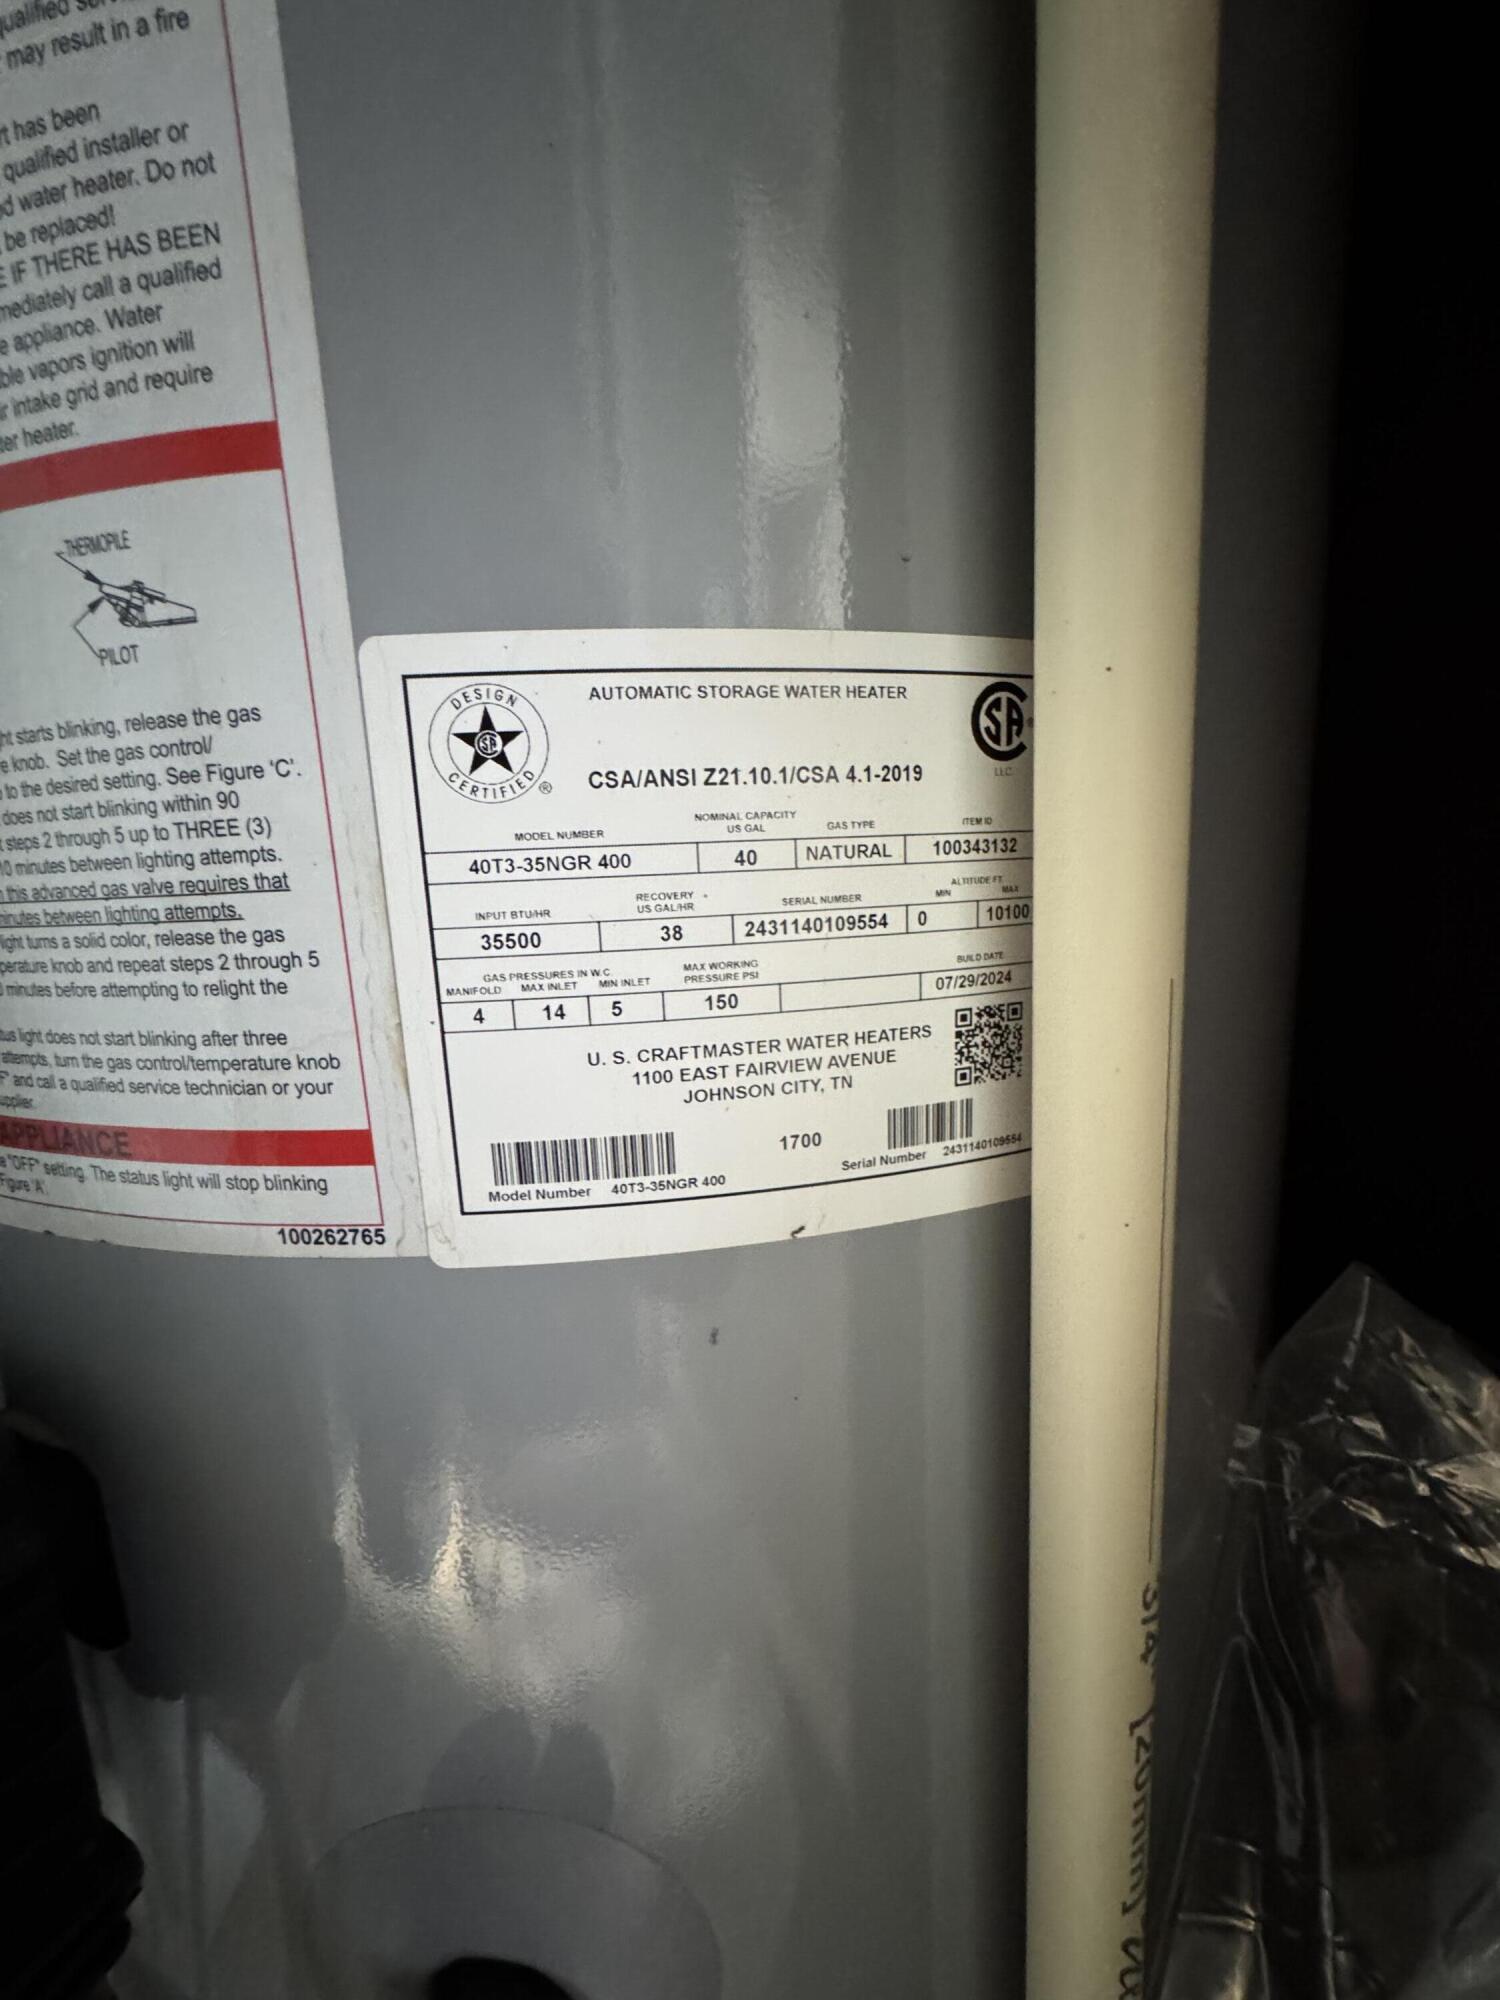 may result in a fire
has been
qualified installer or
water heater. Do not
be replaced!
IF THERE HAS BEEN
call a qualified
appliance. Water
vapors ignition will
intake grid and require
heater.
THERMOPILE
PILOT
starts blinking, release the gas
knob. Set the gas control/
to the desired setting. See Figure 'C'.
does not start blinking within 90
steps 2 through 5 up to THREE (3)
10 minutes between lighting attempts.
this advanced gas valve requires that
minutes between lighting attempts.
light turns a solid color, release the gas
knob and repeat steps 2 through 5
minutes before attempting to relight the
light does not start blinking after three
attempts, turn the gas control/temperature knob
and call a qualified service technician or your
APPLIANCE
"OFF" setting. The status light will stop blinking
Figure 'A'.
100262765
DESIGN CERTIFIED ®
AUTOMATIC STORAGE WATER HEATER
LLC
CSA/ANSI Z21.10.1/CSA 4.1-2019
MODEL NUMBER NOMINAL CAPACITY US GAL GAS TYPE ITEM ID
40T3-35NGR 400 40 NATURAL 100343132
INPUT BTU/HR RECOVERY US GAL/HR SERIAL NUMBER ALTITUDE FT. MIN MAX
35500 38 2431140109554 0 10100
GAS PRESSURES IN W.C. MAX WORKING PRESSURE PSI BUILD DATE
MANIFOLD MAX INLET MIN INLET
4 14 5 150 07/29/2024
U. S. CRAFTMASTER WATER HEATERS
1100 EAST FAIRVIEW AVENUE
JOHNSON CITY, TN
1700
Model Number 40T3-35NGR 400
Serial Number 2431140109554
3/4 (20mm)